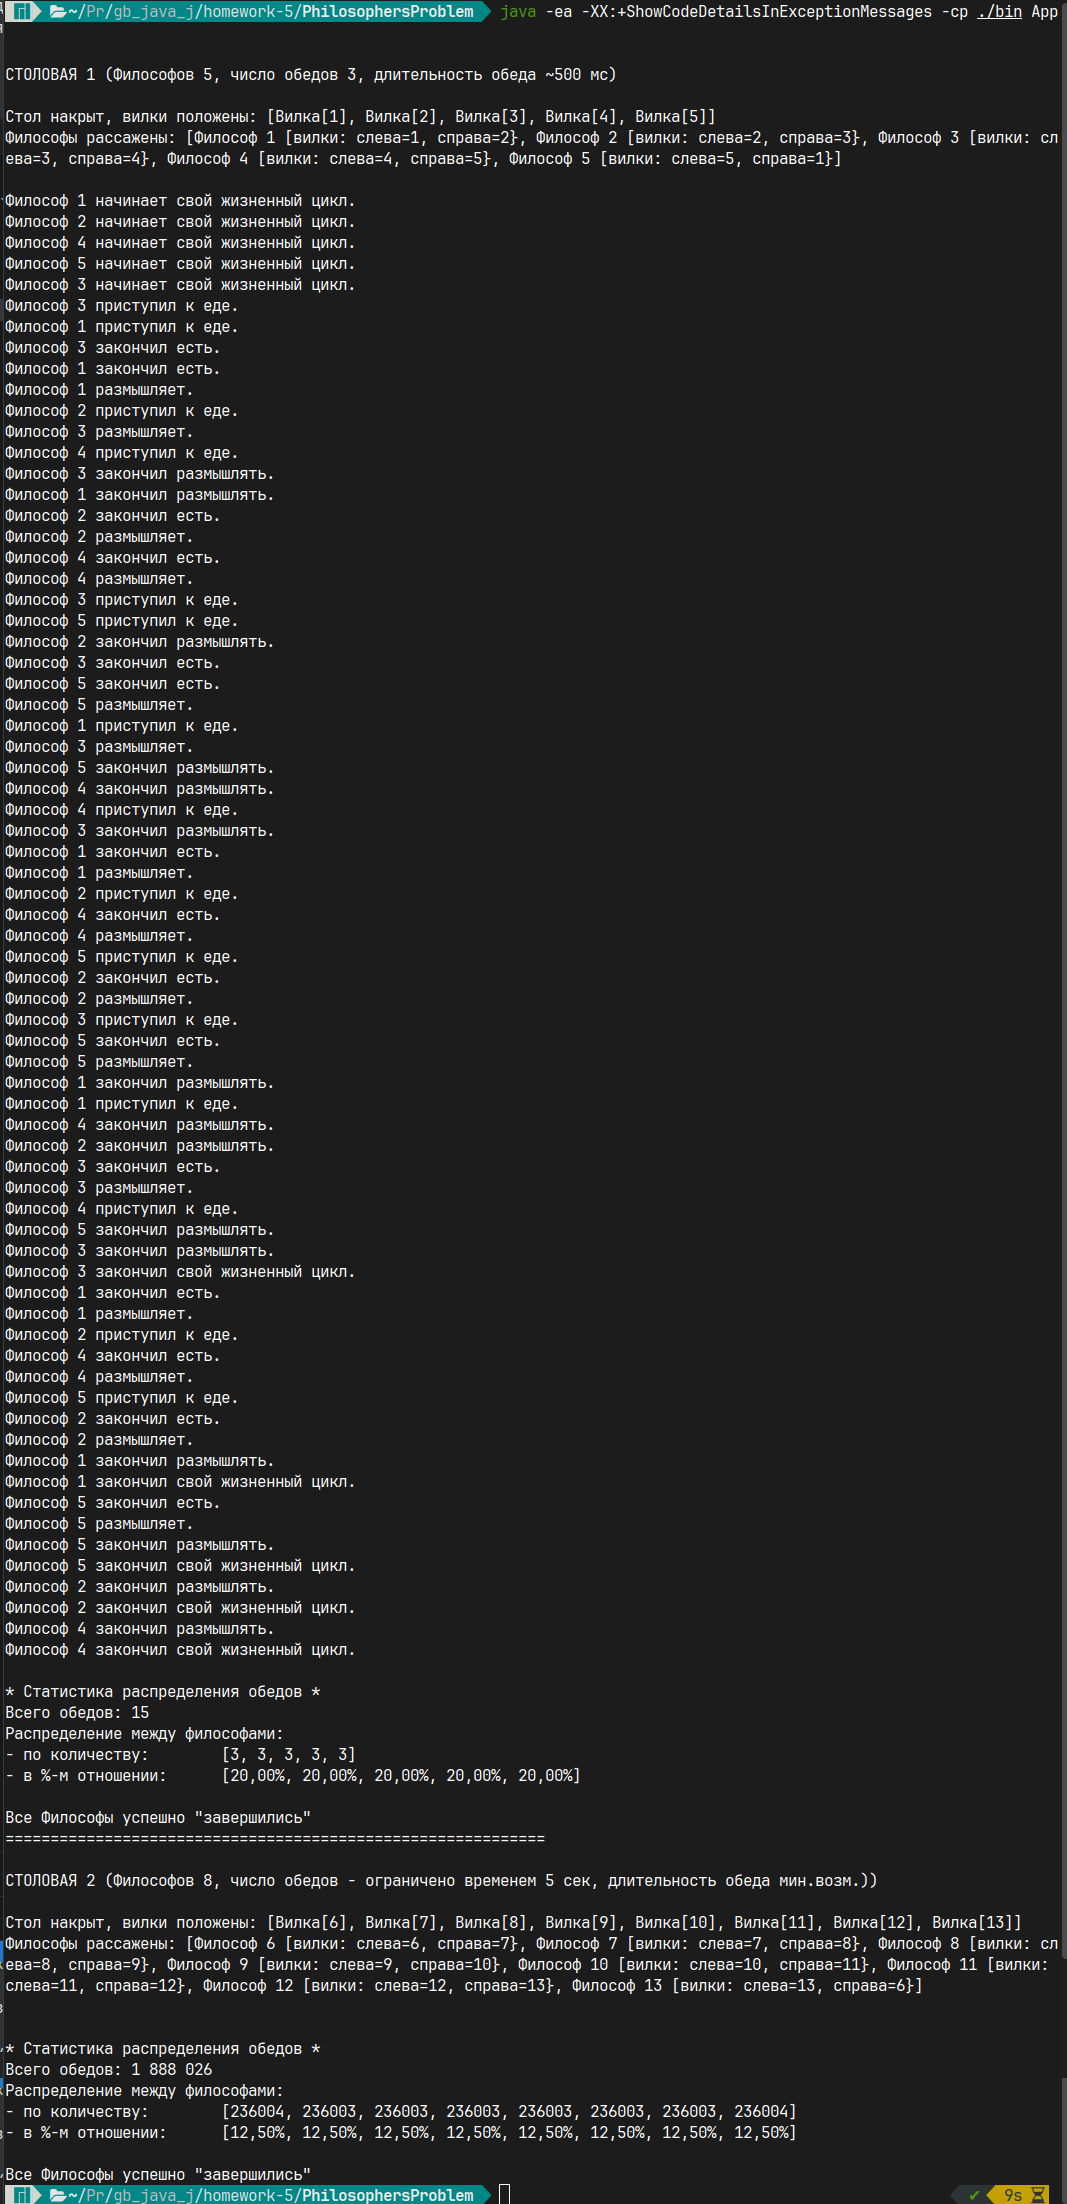 ~/Pr/gb_java_j/homework-5/PhilosophersProblem java -ea -XX:+ShowCodeDetailsInExceptionMessages -cp ./bin App
СТОЛОВАЯ 1 (Философов 5, число обедов 3, длительность обеда ~500 мс)
Стол накрыт, вилки положены: [Вилка[1], Вилка[2], Вилка[3], Вилка[4], Вилка[5]]
Философы рассажены: [Философ 1 [вилки: слева=1, справа=2}, Философ 2 [вилки: слева=2, справа=3}, Философ 3 [вилки: сл
ева=3, справа=4}, Философ 4 [вилки: слева=4, справа=5}, Философ 5 [вилки: слева=5, справа=1}]
Философ 1 начинает свой жизненный цикл.
Философ 2 начинает свой жизненный цикл.
Философ 4 начинает свой жизненный цикл.
Философ 5 начинает свой жизненный цикл.
Философ 3 начинает свой жизненный цикл.
Философ 3 приступил к еде.
Философ 1 приступил к еде.
Философ 3 закончил есть.
Философ 1 закончил есть.
Философ 1 размышляет.
Философ 2 приступил к еде.
Философ 3 размышляет.
Философ 4 приступил к еде.
Философ 3 закончил размышлять.
Философ 1 закончил размышлять.
Философ 2 закончил есть.
Философ 2 размышляет.
Философ 4 закончил есть.
Философ 4 размышляет.
Философ 3 приступил к еде.
Философ 5 приступил к еде.
Философ 2 закончил размышлять.
Философ 3 закончил есть.
Философ 5 закончил есть.
Философ 5 размышляет.
Философ 1 приступил к еде.
Философ 3 размышляет.
Философ 5 закончил размышлять.
Философ 4 закончил размышлять.
Философ 4 приступил к еде.
Философ 3 закончил размышлять.
Философ 1 закончил есть.
Философ 1 размышляет.
Философ 2 приступил к еде.
Философ 4 закончил есть.
Философ 4 размышляет.
Философ 5 приступил к еде.
Философ 2 закончил есть.
Философ 2 размышляет.
Философ 3 приступил к еде.
Философ 5 закончил есть.
Философ 5 размышляет.
Философ 1 закончил размышлять.
Философ 1 приступил к еде.
Философ 4 закончил размышлять.
Философ 2 закончил размышлять.
Философ 3 закончил есть.
Философ 3 размышляет.
Философ 4 приступил к еде.
Философ 5 закончил размышлять.
Философ 3 закончил размышлять.
Философ 3 закончил свой жизненный цикл.
Философ 1 закончил есть.
Философ 1 размышляет.
Философ 2 приступил к еде.
Философ 4 закончил есть.
Философ 4 размышляет.
Философ 5 приступил к еде.
Философ 2 закончил есть.
Философ 2 размышляет.
Философ 1 закончил размышлять.
Философ 1 закончил свой жизненный цикл.
Философ 5 закончил есть.
Философ 5 размышляет.
Философ 5 закончил размышлять.
Философ 5 закончил свой жизненный цикл.
Философ 2 закончил размышлять.
Философ 2 закончил свой жизненный цикл.
Философ 4 закончил размышлять.
Философ 4 закончил свой жизненный цикл.
* Статистика распределения обедов *
Всего обедов: 15
Распределение между философами:
- по количеству: [3, 3, 3, 3, 3]
- в %-м отношении: [20,00%, 20,00%, 20,00%, 20,00%, 20,00%]
Все Философы успешно "завершились"
============================================================
СТОЛОВАЯ 2 (Философов 8, число обедов - ограничено временем 5 сек, длительность обеда мин.возм.))
Стол накрыт, вилки положены: [Вилка[6], Вилка[7], Вилка[8], Вилка[9], Вилка[10], Вилка[11], Вилка[12], Вилка[13]]
Философы рассажены: [Философ 6 [вилки: слева=6, справа=7}, Философ 7 [вилки: слева=7, справа=8}, Философ 8 [вилки: сл
ева=8, справа=9}, Философ 9 [вилки: слева=9, справа=10}, Философ 10 [вилки: слева=10, справа=11}, Философ 11 [вилки:
слева=11, справа=12}, Философ 12 [вилки: слева=12, справа=13}, Философ 13 [вилки: слева=13, справа=6}]
* Статистика распределения обедов *
Всего обедов: 1 888 026
Распределение между философами:
- по количеству: [236004, 236003, 236003, 236003, 236003, 236003, 236003, 236004]
- в %-м отношении: [12,50%, 12,50%, 12,50%, 12,50%, 12,50%, 12,50%, 12,50%, 12,50%]
Все Философы успешно "завершились"
~/Pr/gb_java_j/homework-5/PhilosophersProblem ✔ 9s